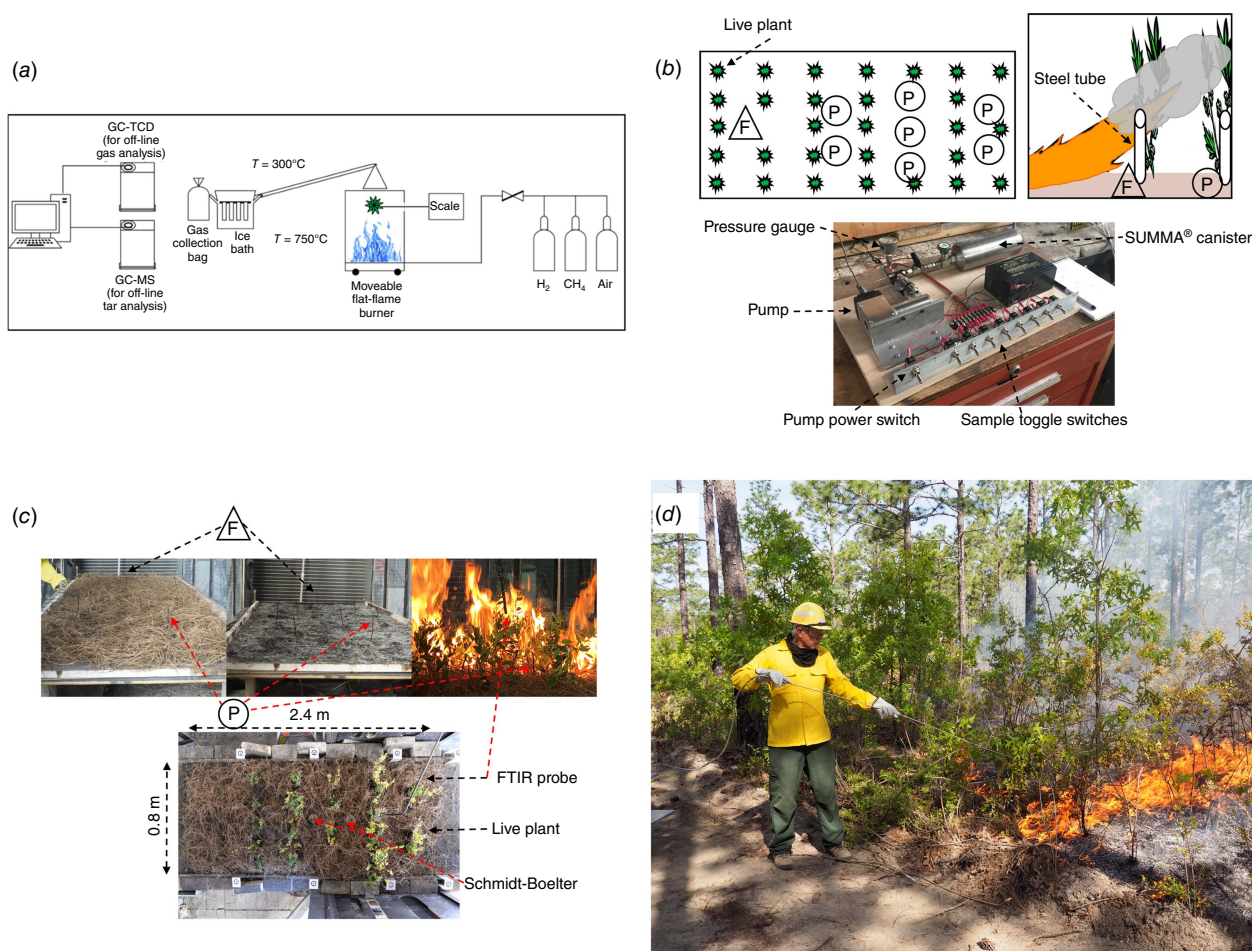 (a)
GC-TCD
(for off-line
gas analysis)
T = 300°C
Gas
collection
bag
Ice
bath
T = 750°C
Scale
GC-MS
(for off-line
tar analysis)
Moveable
flat-flame
burner
H2
CH4
Air
(b)
Live plant
F
P
P
P
P
P
P
P
Steel tube
F
P
Pressure gauge
SUMMA® canister
Pump
Pump power switch
Sample toggle switches
(c)
F
P
2.4 m
0.8 m
FTIR probe
Live plant
Schmidt-Boelter
(d)